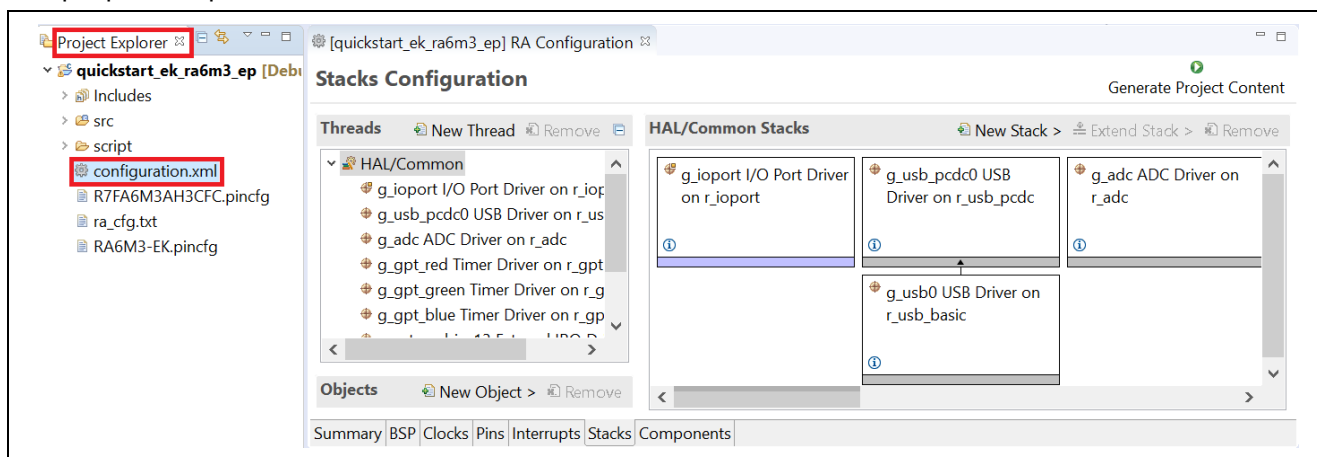 Project Explorer
quickstart_ek_ra6m3_ep [Debu
Includes
src
script
configuration.xml
R7FA6M3AH3CFC.pincfg
ra_cfg.txt
RA6M3-EK.pincfg
[quickstart_ek_ra6m3_ep] RA Configuration
Stacks Configuration
Generate Project Content
Threads New Thread Remove
HAL/Common
g_ioport I/O Port Driver on r_iop
g_usb_pcdc0 USB Driver on r_us
g_adc ADC Driver on r_adc
g_gpt_red Timer Driver on r_gpt
g_gpt_green Timer Driver on r_g
g_gpt_blue Timer Driver on r_gp
Objects New Object > Remove
HAL/Common Stacks New Stack > Extend Stack > Remove
g_ioport I/O Port Driver
on r_ioport
g_usb_pcdc0 USB
Driver on r_usb_pcdc
g_adc ADC Driver on
r_adc
g_usb0 USB Driver on
r_usb_basic
Summary BSP Clocks Pins Interrupts Stacks Components